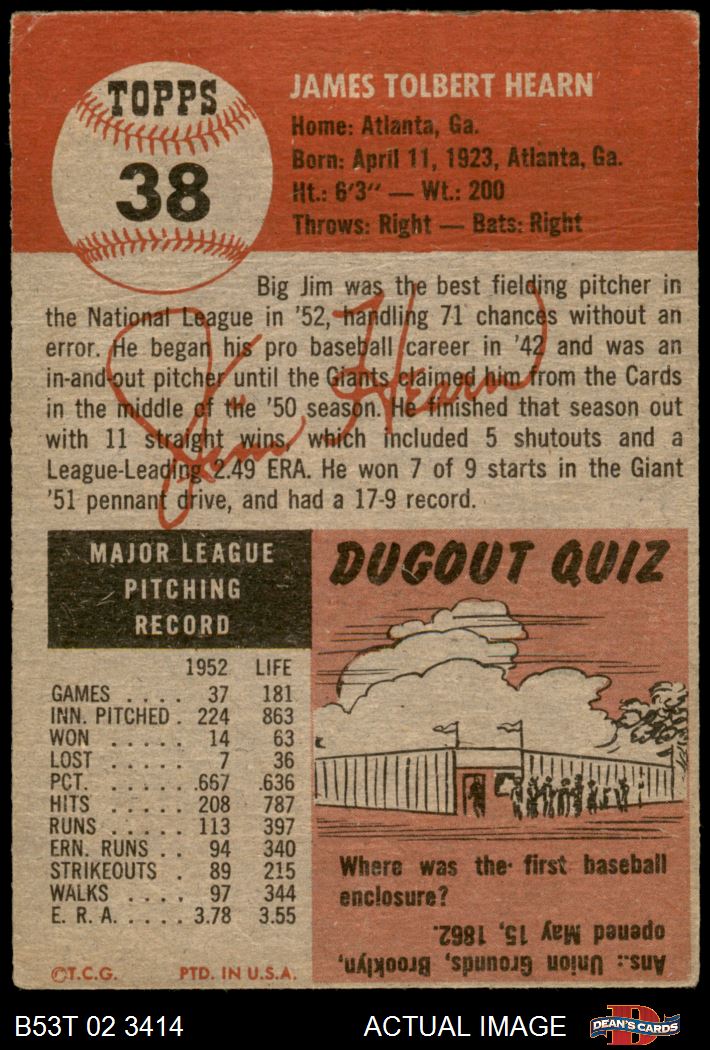 TOPPS
38
JAMES TOLBERT HEARN
Home: Atlanta, Ga.
Born: April 11, 1923, Atlanta, Ga.
Ht.: 6'3" — Wt.: 200
Throws: Right — Bats: Right
Big Jim was the best fielding pitcher in
the National League in '52, handling 71 chances without an
error. He began his pro baseball career in '42 and was an
in-and-out pitcher until the Giants claimed him from the Cards
in the middle of the '50 season. He finished that season out
with 11 straight wins, which included 5 shutouts and a
League-Leading 2.49 ERA. He won 7 of 9 starts in the Giant
'51 pennant drive, and had a 17-9 record.
Jim Hearn
MAJOR LEAGUE
PITCHING
RECORD
1952 LIFE
GAMES . . . . 37 181
INN. PITCHED . 224 863
WON . . . . . 14 63
LOST . . . . . 7 36
PCT. . . . . . .667 .636
HITS . . . . . 208 787
RUNS . . . . . 113 397
ERN. RUNS . . 94 340
STRIKEOUTS . 89 215
WALKS . . . . 97 344
E. R. A. . . . . 3.78 3.55
©T.C.G. PTD. IN U.S.A.
DUGOUT QUIZ
Where was the first baseball
enclosure?
Ans.: Union Grounds, Brooklyn,
opened May 15, 1862.
B53T 02 3414
ACTUAL IMAGE
D
DEAN'S CARDS